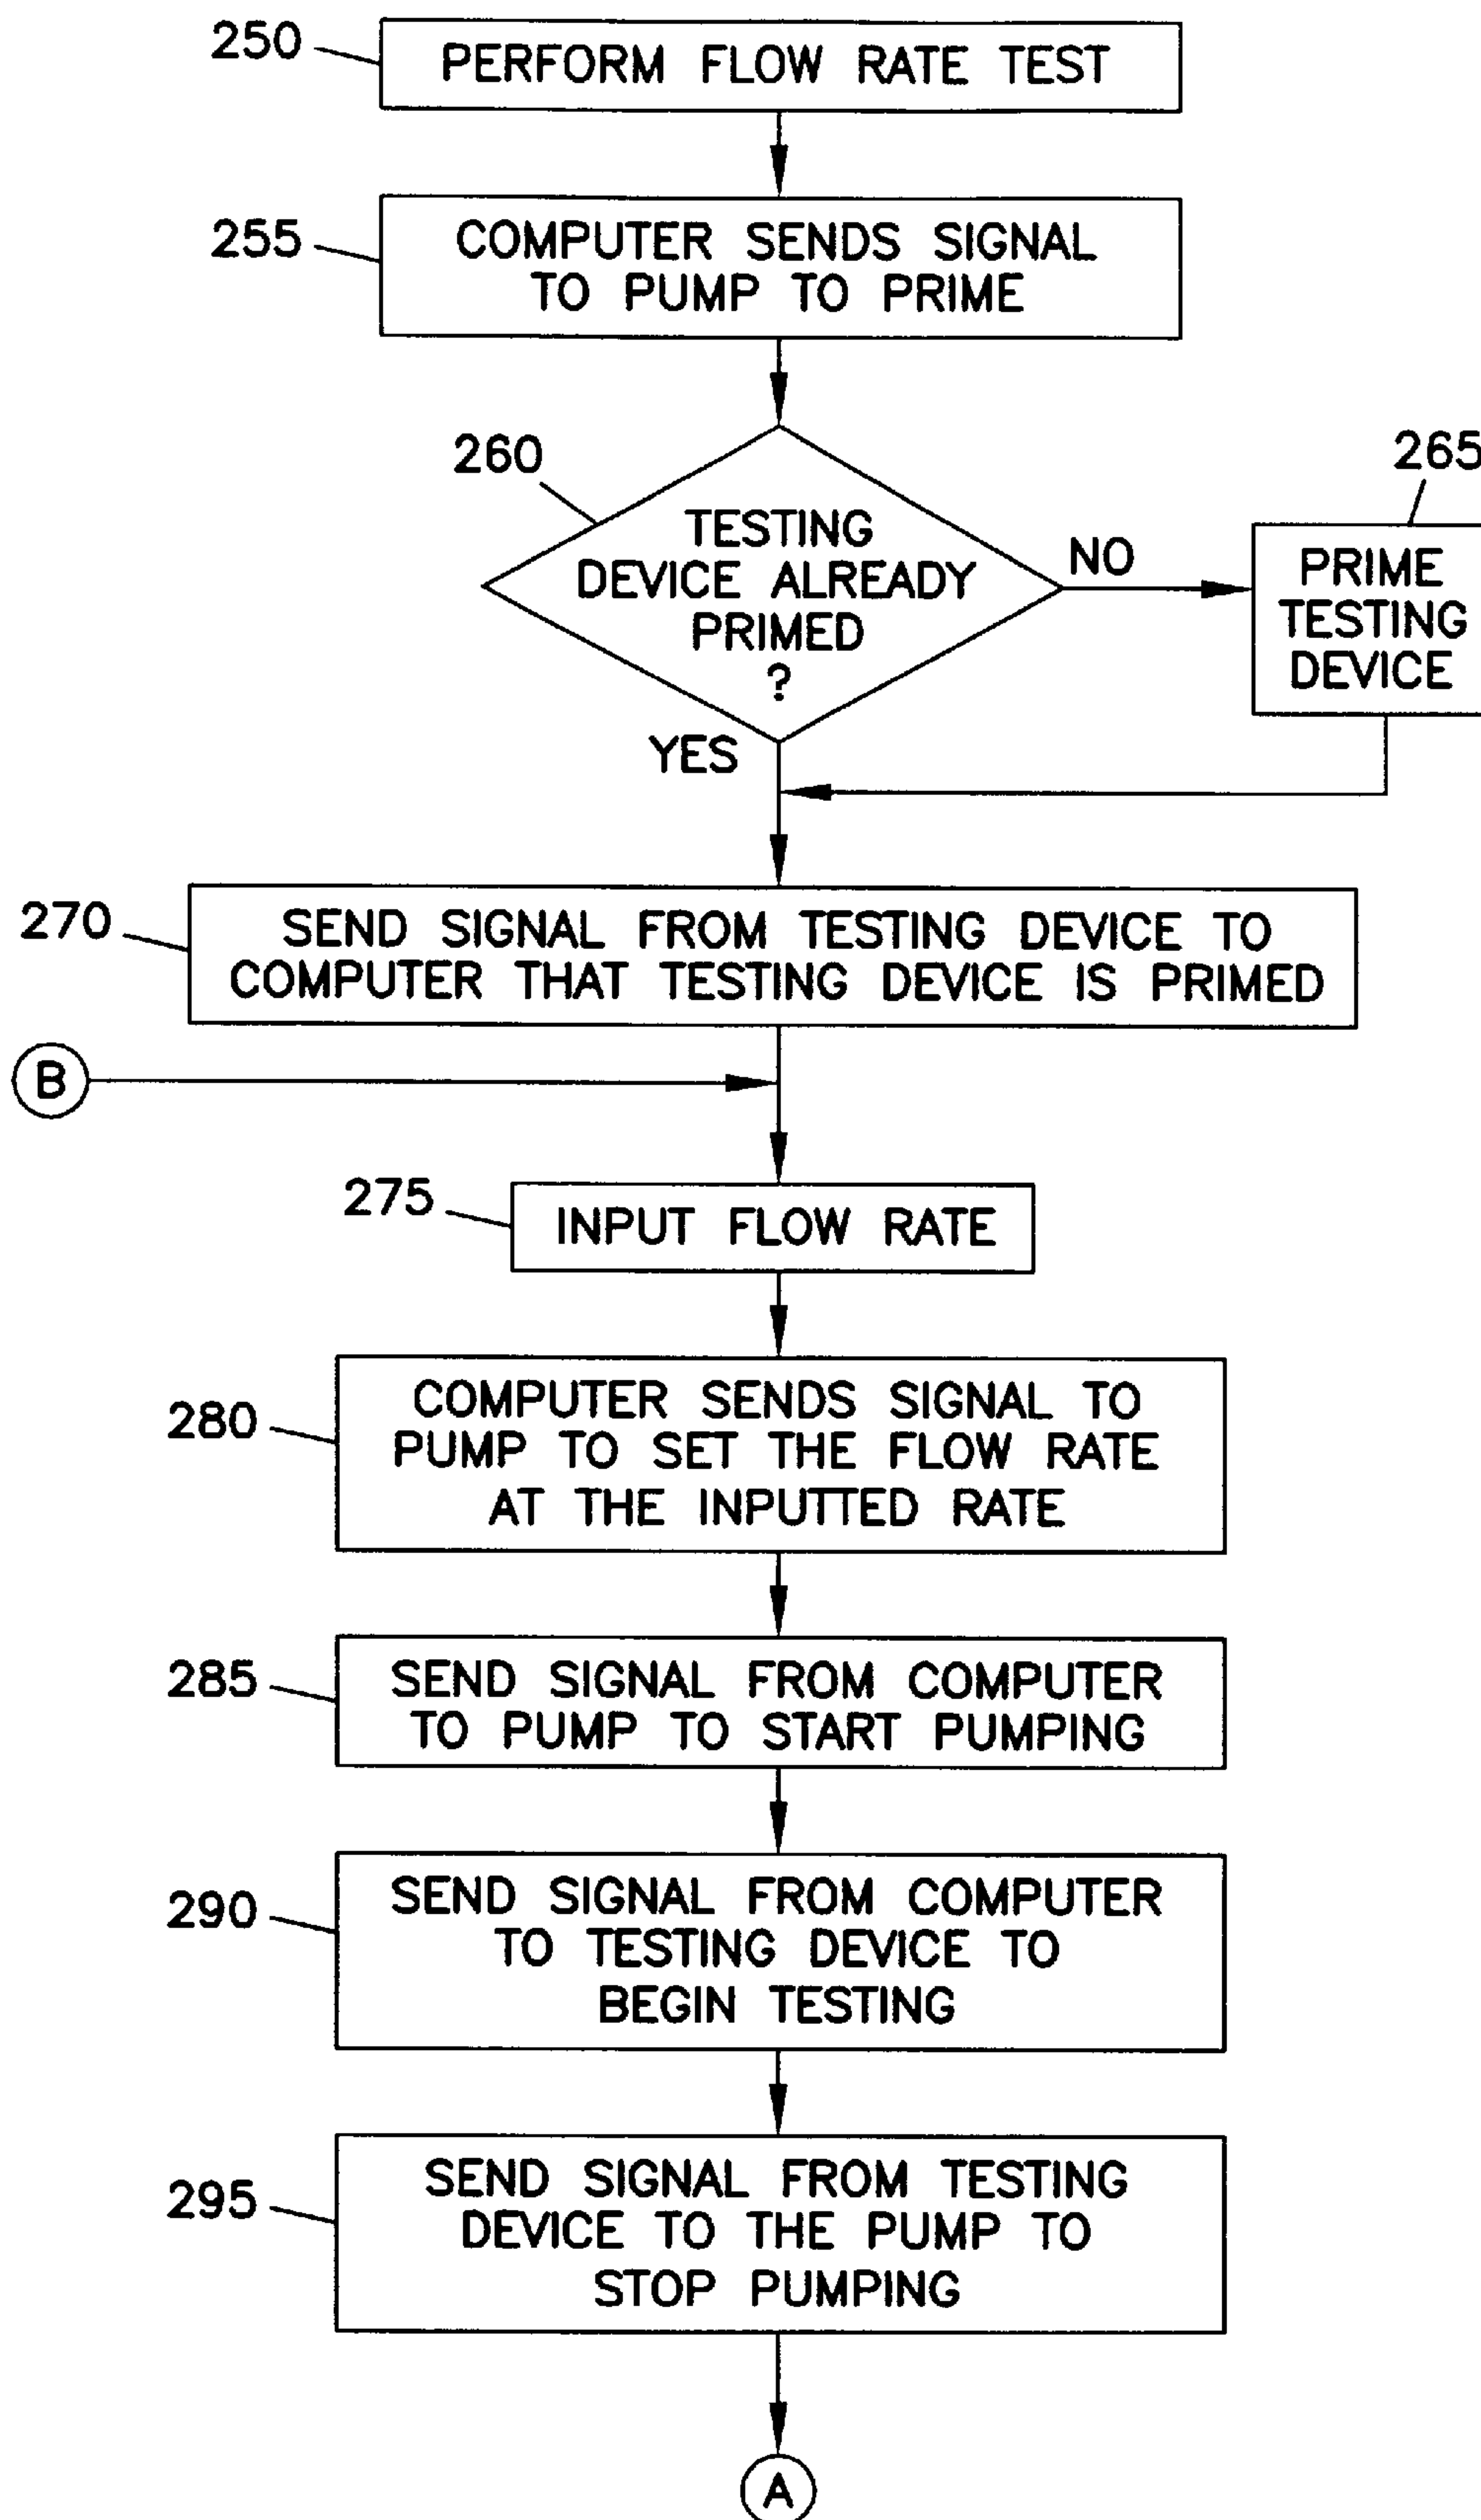 250
PERFORM FLOW RATE TEST
255
COMPUTER SENDS SIGNAL
TO PUMP TO PRIME
260
TESTING
DEVICE ALREADY
PRIMED
?
NO
265
PRIME
TESTING
DEVICE
YES
270
SEND SIGNAL FROM TESTING DEVICE TO
COMPUTER THAT TESTING DEVICE IS PRIMED
B
275
INPUT FLOW RATE
280
COMPUTER SENDS SIGNAL TO
PUMP TO SET THE FLOW RATE
AT THE INPUTTED RATE
285
SEND SIGNAL FROM COMPUTER
TO PUMP TO START PUMPING
290
SEND SIGNAL FROM COMPUTER
TO TESTING DEVICE TO
BEGIN TESTING
295
SEND SIGNAL FROM TESTING
DEVICE TO THE PUMP TO
STOP PUMPING
A